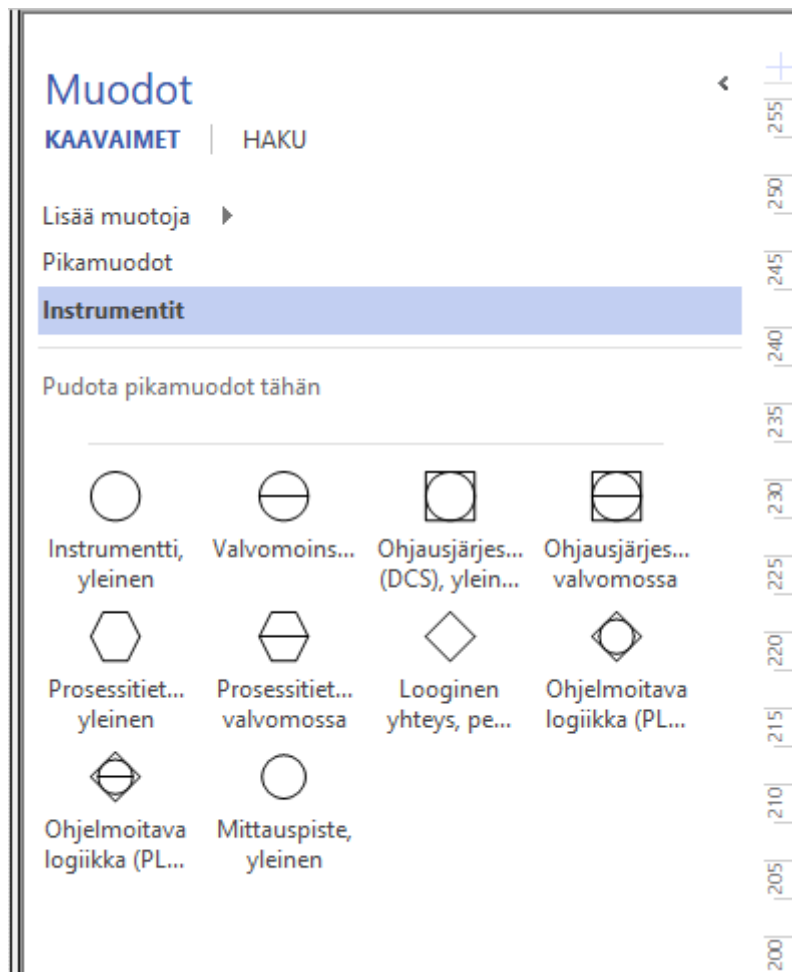 Muodot
KAAVAIMET HAKU
Lisää muotoja
Pikamuodot
Instrumentit
Pudota pikamuodot tähän
Instrumentti,
yleinen
Valvomoins...
Ohjausjärjes...
(DCS), ylein...
Ohjausjärjes...
valvomossa
Prosessitiet...
yleinen
Prosessitiet...
valvomossa
Looginen
yhteys, pe...
Ohjelmoitava
logiikka (PL...
Ohjelmoitava
logiikka (PL...
Mittauspiste,
yleinen
255
250
245
240
235
230
225
220
215
210
205
200